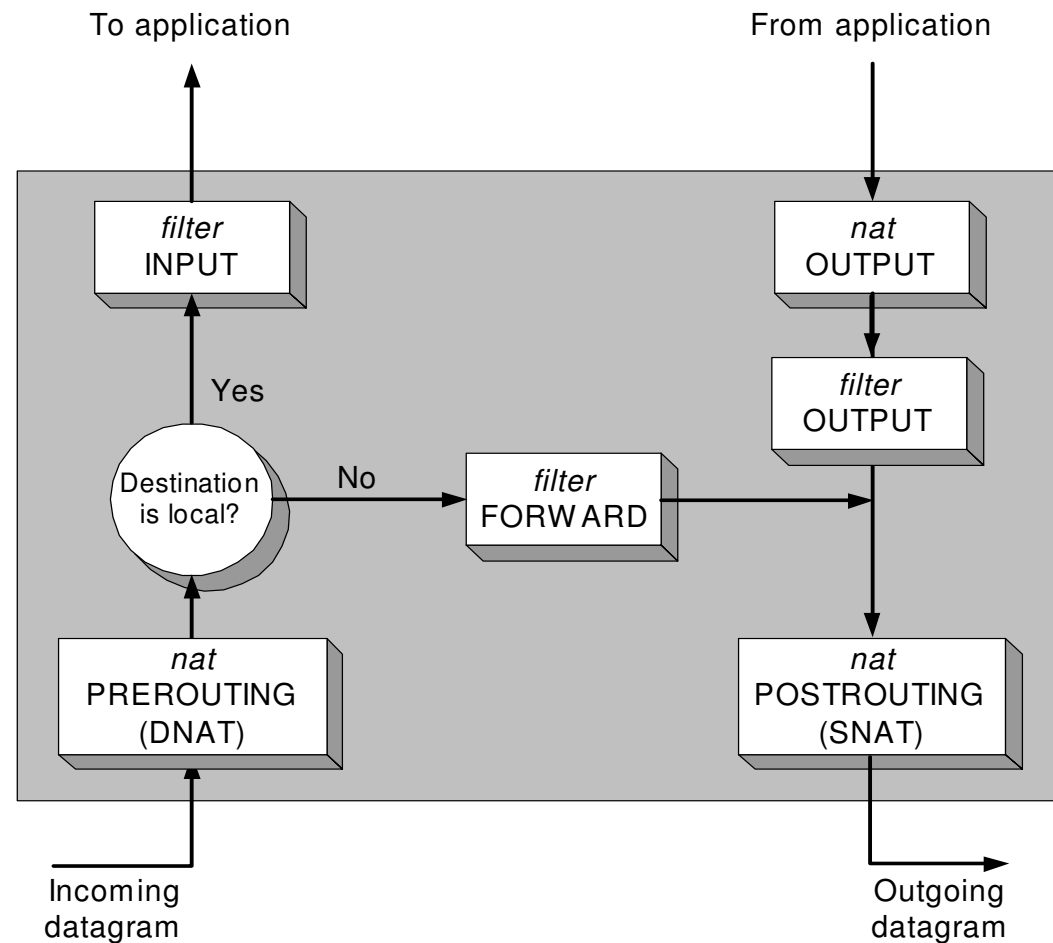 To application
From application
filter
INPUT
nat
OUTPUT
Yes
filter
OUTPUT
Destination
is local?
No
filter
FORWARD
nat
PREROUTING
(DNAT)
nat
POSTROUTING
(SNAT)
Incoming
datagram
Outgoing
datagram